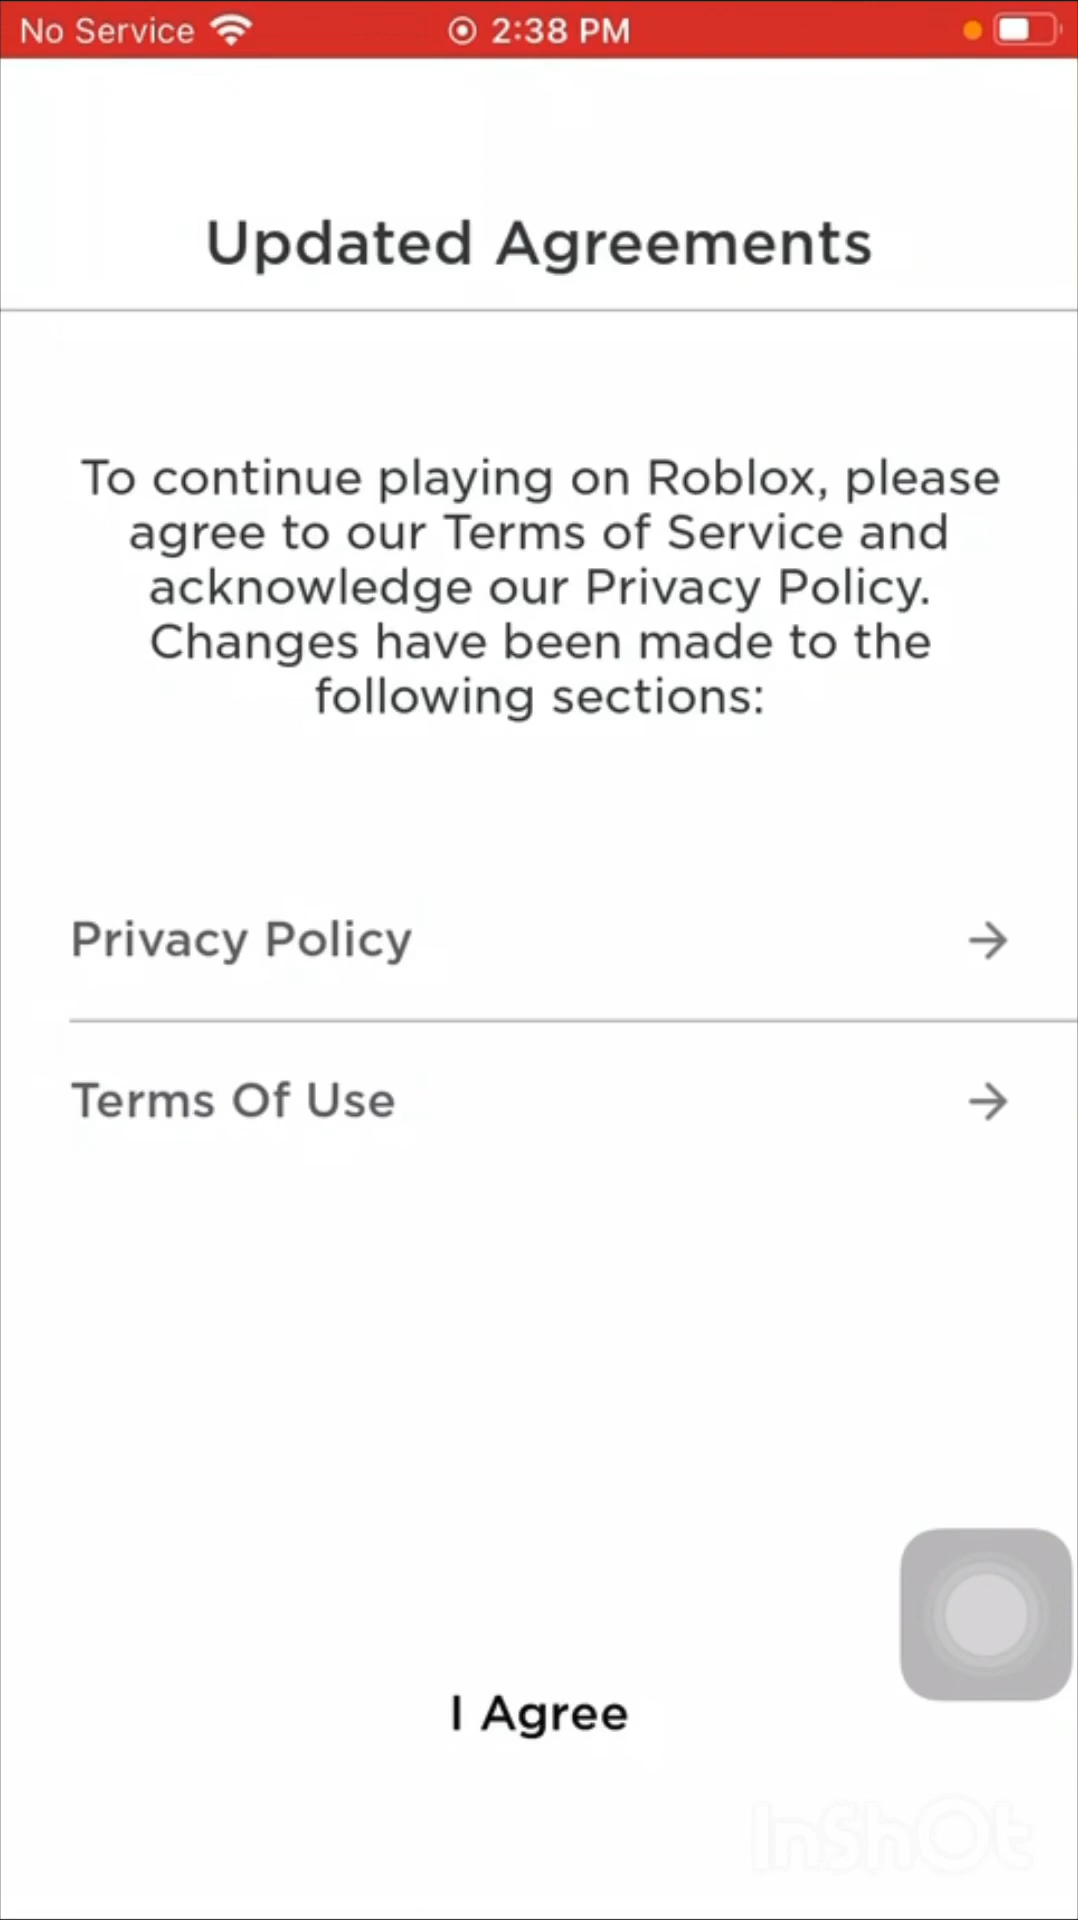 No Service 2:38 PM
Updated Agreements
To continue playing on Roblox, please
agree to our Terms of Service and
acknowledge our Privacy Policy.
Changes have been made to the
following sections:
Privacy Policy
Terms Of Use
I Agree
InShOt